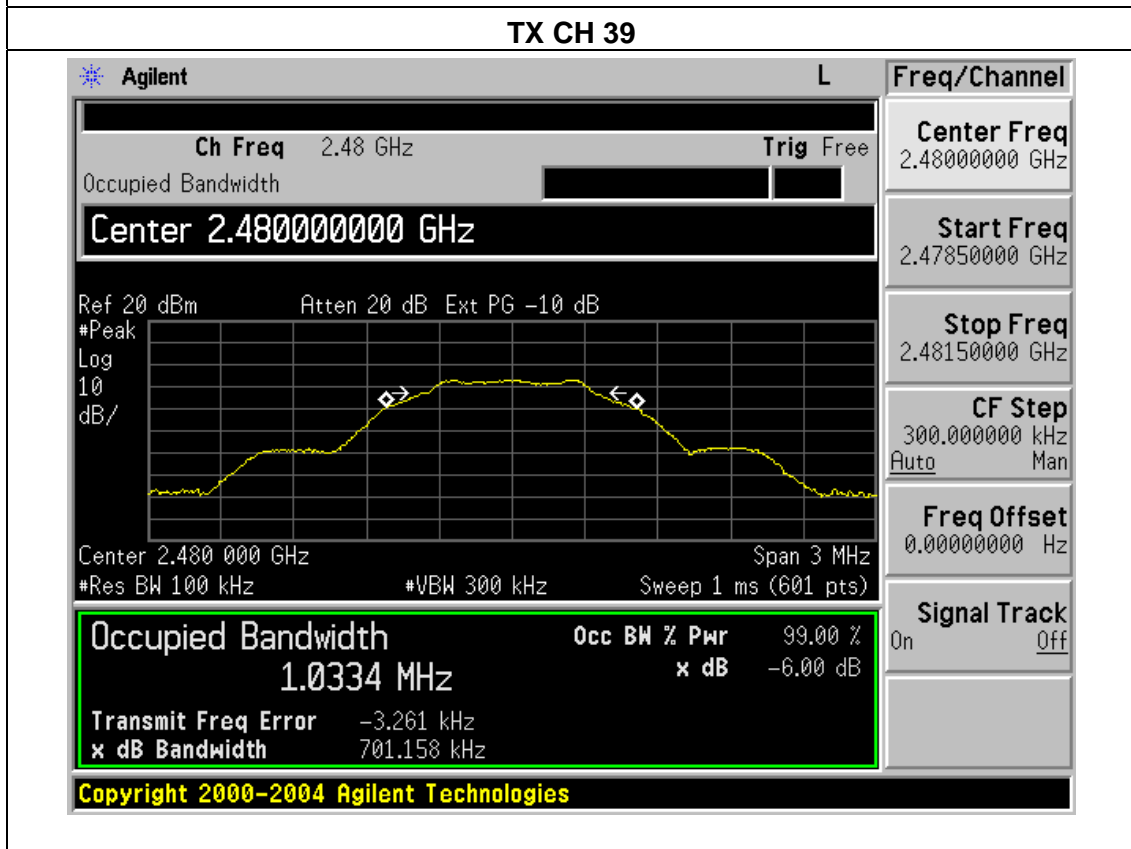 TX CH 39
Agilent L
Freq/Channel
Ch Freq 2.48 GHz Trig Free
Occupied Bandwidth
Center 2.480000000 GHz
Ref 20 dBm Atten 20 dB Ext PG -10 dB
#Peak
Log
10
dB/
Center 2.480 000 GHz Span 3 MHz
#Res BW 100 kHz #VBW 300 kHz Sweep 1 ms (601 pts)
Occupied Bandwidth Occ BW % Pwr 99.00 %
1.0334 MHz x dB -6.00 dB
Transmit Freq Error -3.261 kHz
x dB Bandwidth 701.158 kHz
Copyright 2000-2004 Agilent Technologies
Center Freq
2.48000000 GHz
Start Freq
2.47850000 GHz
Stop Freq
2.48150000 GHz
CF Step
300.000000 kHz
Auto Man
Freq Offset
0.00000000 Hz
Signal Track
On Off